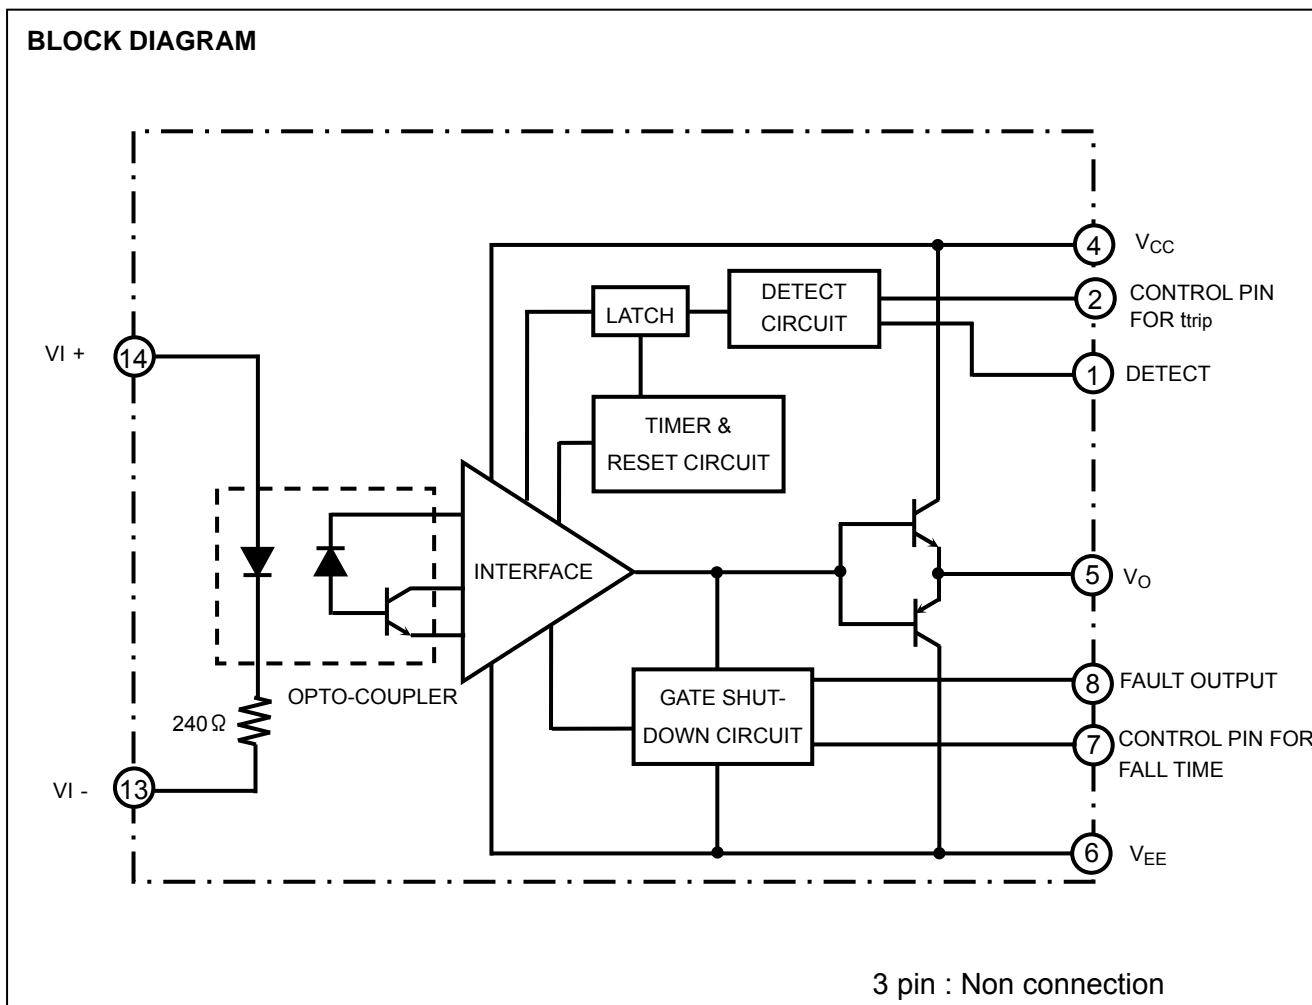 BLOCK DIAGRAM
4
VCC
2
CONTROL PIN
FOR ttrip
DETECT
CIRCUIT
LATCH
VI +
14
1
DETECT
TIMER &
RESET CIRCUIT
INTERFACE
5
VO
OPTO-COUPLER
GATE SHUT-
DOWN CIRCUIT
8
FAULT OUTPUT
240Ω
7
CONTROL PIN FOR
FALL TIME
VI -
13
6
VEE
3 pin : Non connection